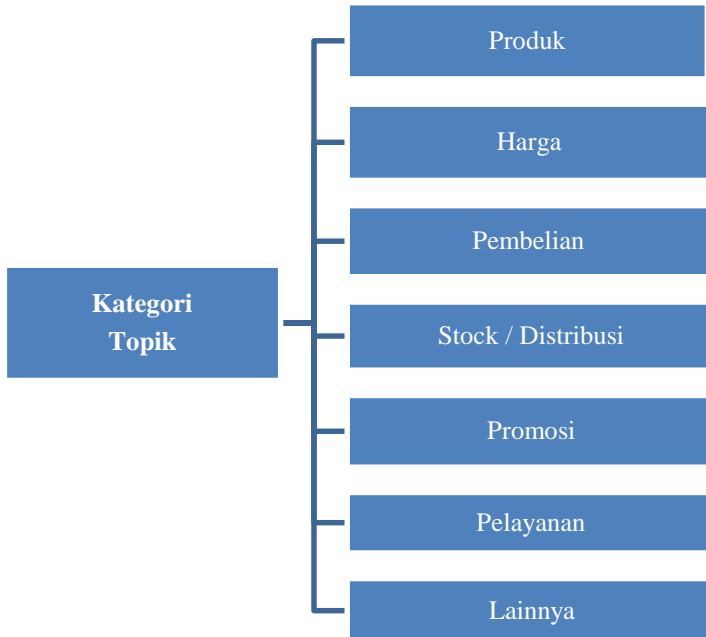 Produk
Harga
Pembelian
Kategori
Topik
Stock / Distribusi
Promosi
Pelayanan
Lainnya